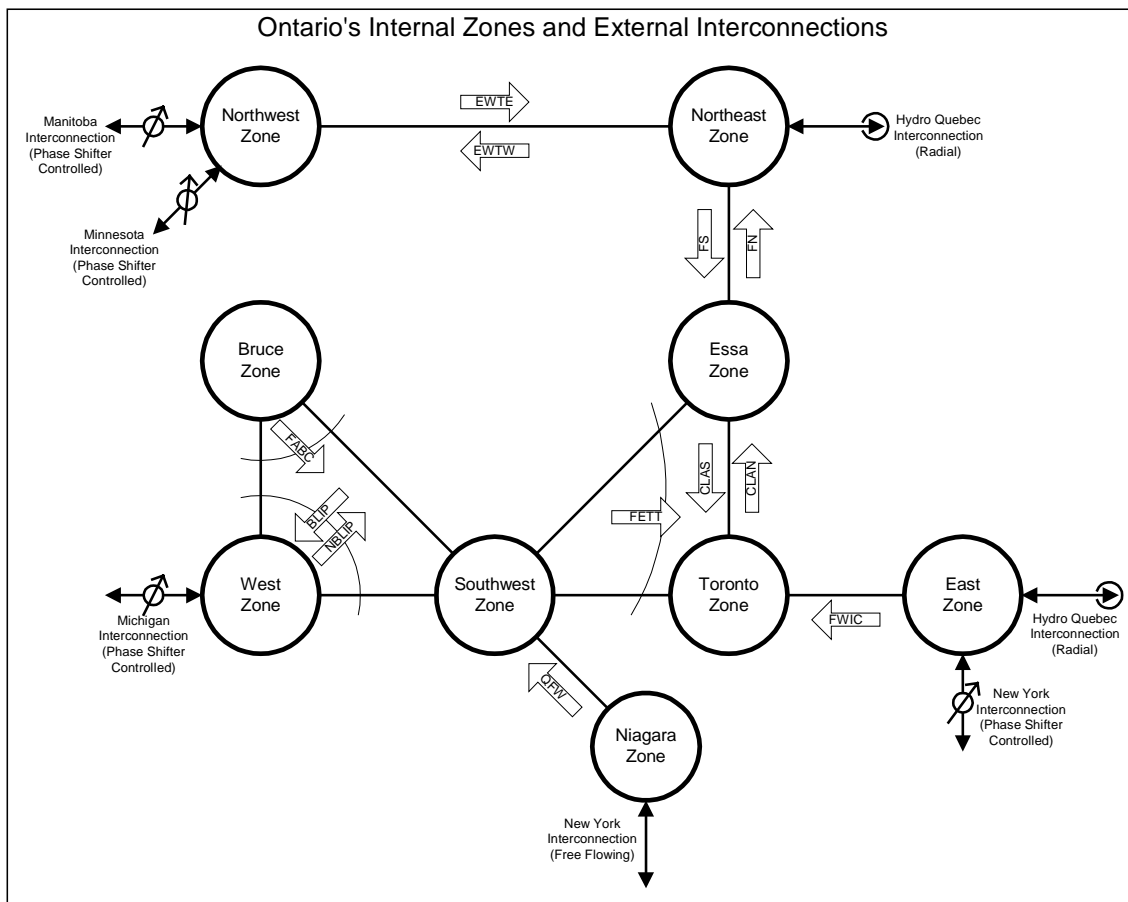 Ontario's Internal Zones and External Interconnections
Manitoba
Interconnection
(Phase Shifter
Controlled)
Northwest
Zone
EWTE
EWTW
Northeast
Zone
Hydro Quebec
Interconnection
(Radial)
Minnesota
Interconnection
(Phase Shifter
Controlled)
FS
FN
Bruce
Zone
Essa
Zone
FABC
CLAS
CLAN
BLIP
NBLIP
FETT
Michigan
Interconnection
(Phase Shifter
Controlled)
West
Zone
Southwest
Zone
Toronto
Zone
FWIC
East
Zone
Hydro Quebec
Interconnection
(Radial)
QFW
Niagara
Zone
New York
Interconnection
(Phase Shifter
Controlled)
New York
Interconnection
(Free Flowing)